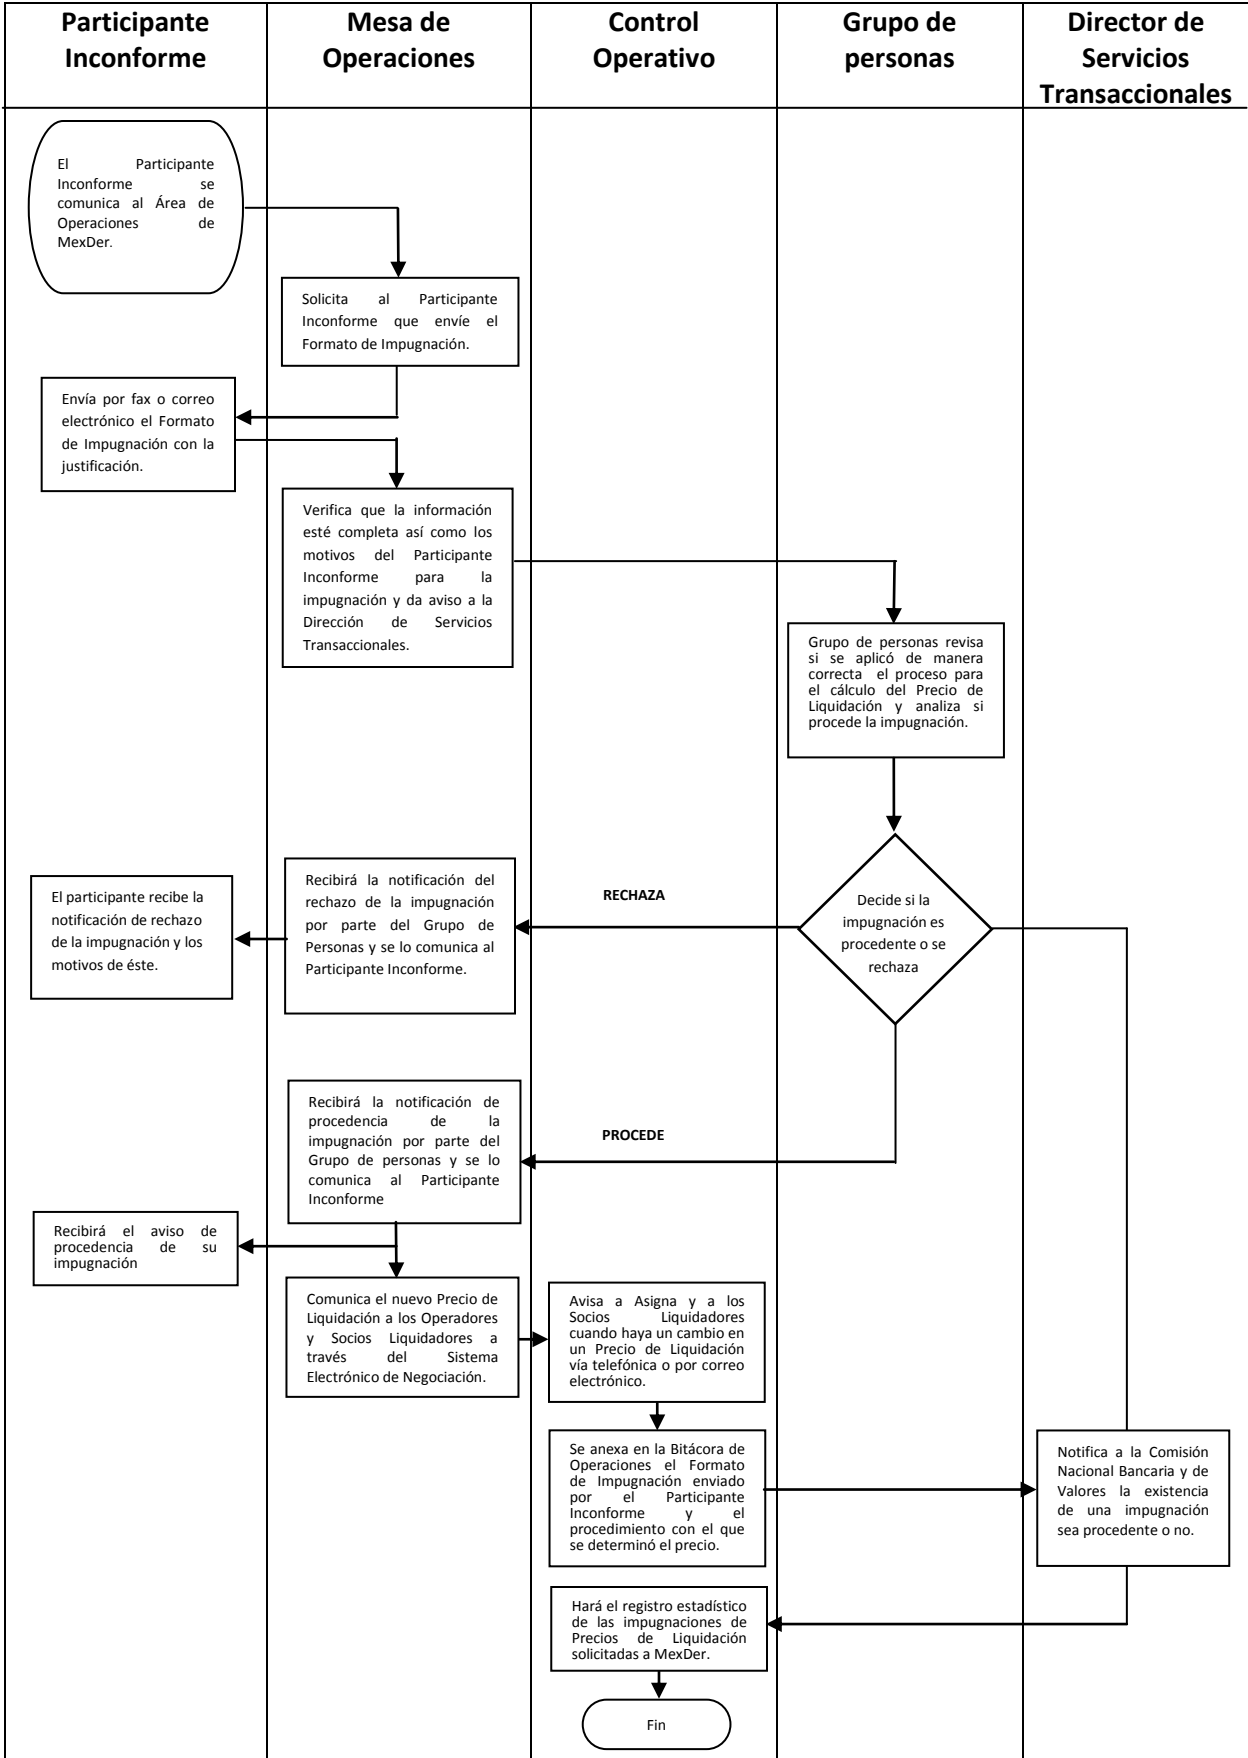 Participante
Inconforme
Mesa de
Operaciones
Control
Operativo
Grupo de
personas
Director de
Servicios
Transaccionales
El Participante
Inconforme se
comunica al Área de
Operaciones de
MexDer.
Solicita al Participante
Inconforme que envíe el
Formato de Impugnación.
Envía por fax o correo
electrónico el Formato
de Impugnación con la
justificación.
Verifica que la información
esté completa así como los
motivos del Participante
Inconforme para la
impugnación y da aviso a la
Dirección de Servicios
Transaccionales.
Grupo de personas revisa
si se aplicó de manera
correcta el proceso para
el cálculo del Precio de
Liquidación y analiza si
procede la impugnación.
Decide si la
impugnación es
procedente o se
rechaza
RECHAZA
Recibirá la notificación del
rechazo de la impugnación
por parte del Grupo de
Personas y se lo comunica al
Participante Inconforme.
El participante recibe la
notificación de rechazo
de la impugnación y los
motivos de éste.
PROCEDE
Recibirá la notificación de
procedencia de la
impugnación por parte del
Grupo de personas y se lo
comunica al Participante
Inconforme
Recibirá el aviso de
procedencia de su
impugnación
Comunica el nuevo Precio de
Liquidación a los Operadores
y Socios Liquidadores a
través del Sistema
Electrónico de Negociación.
Avisa a Asigna y a los
Socios Liquidadores
cuando haya un cambio en
un Precio de Liquidación
vía telefónica o por correo
electrónico.
Se anexa en la Bitácora de
Operaciones el Formato
de Impugnación enviado
por el Participante
Inconforme y el
procedimiento con el que
se determinó el precio.
Notifica a la Comisión
Nacional Bancaria y de
Valores la existencia
de una impugnación
sea procedente o no.
Hará el registro estadístico
de las impugnaciones de
Precios de Liquidación
solicitadas a MexDer.
Fin